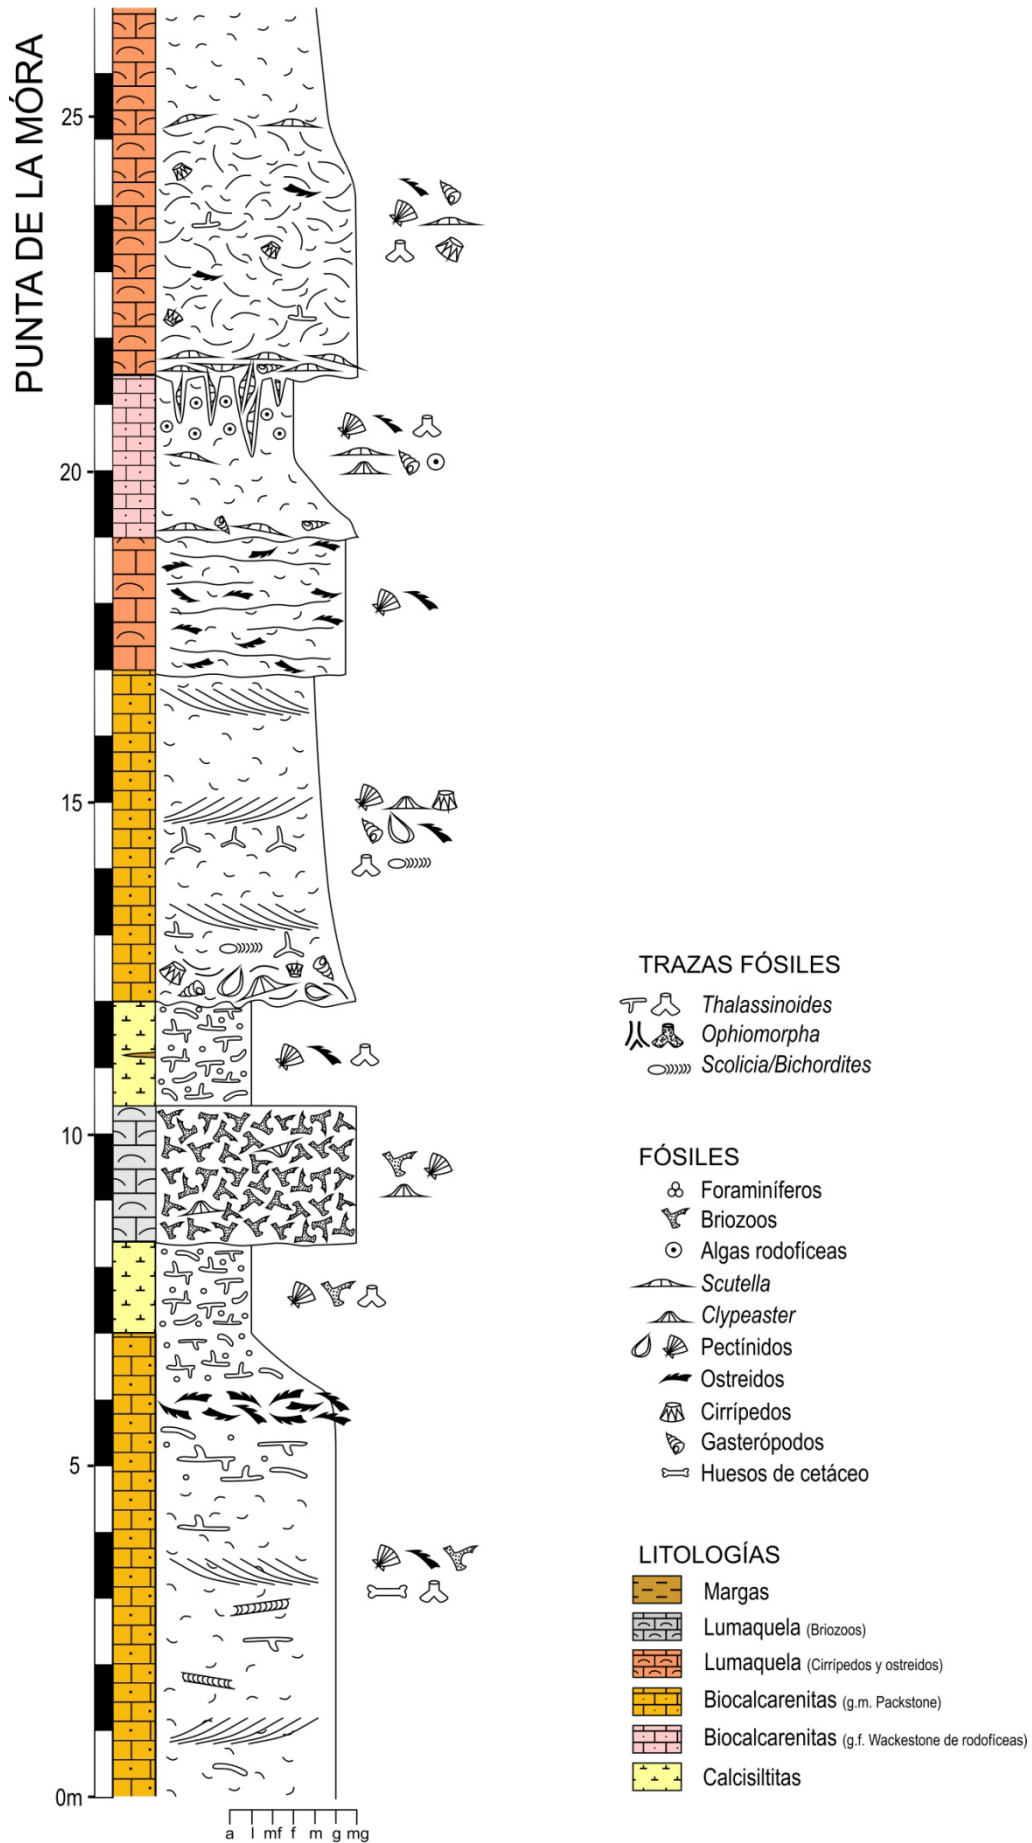 PUNTA DE LA MÓRA
25
20
15
10
5
0m
a l mf f m g mg
TRAZAS FÓSILES
Thalassinoides
Ophiomorpha
Scolicia/Bichordites
FÓSILES
Foraminíferos
Briozoos
Algas rodofíceas
Scutella
Clypeaster
Pectínidos
Ostreidos
Cirrípedos
Gasterópodos
Huesos de cetáceo
LITOLOGÍAS
Margas
Lumaquela (Briozoos)
Lumaquela (Cirrípedos y ostreidos)
Biocalcarenitas (g.m. Packstone)
Biocalcarenitas (g.f. Wackestone de rodofíceas)
Calcisiltitas